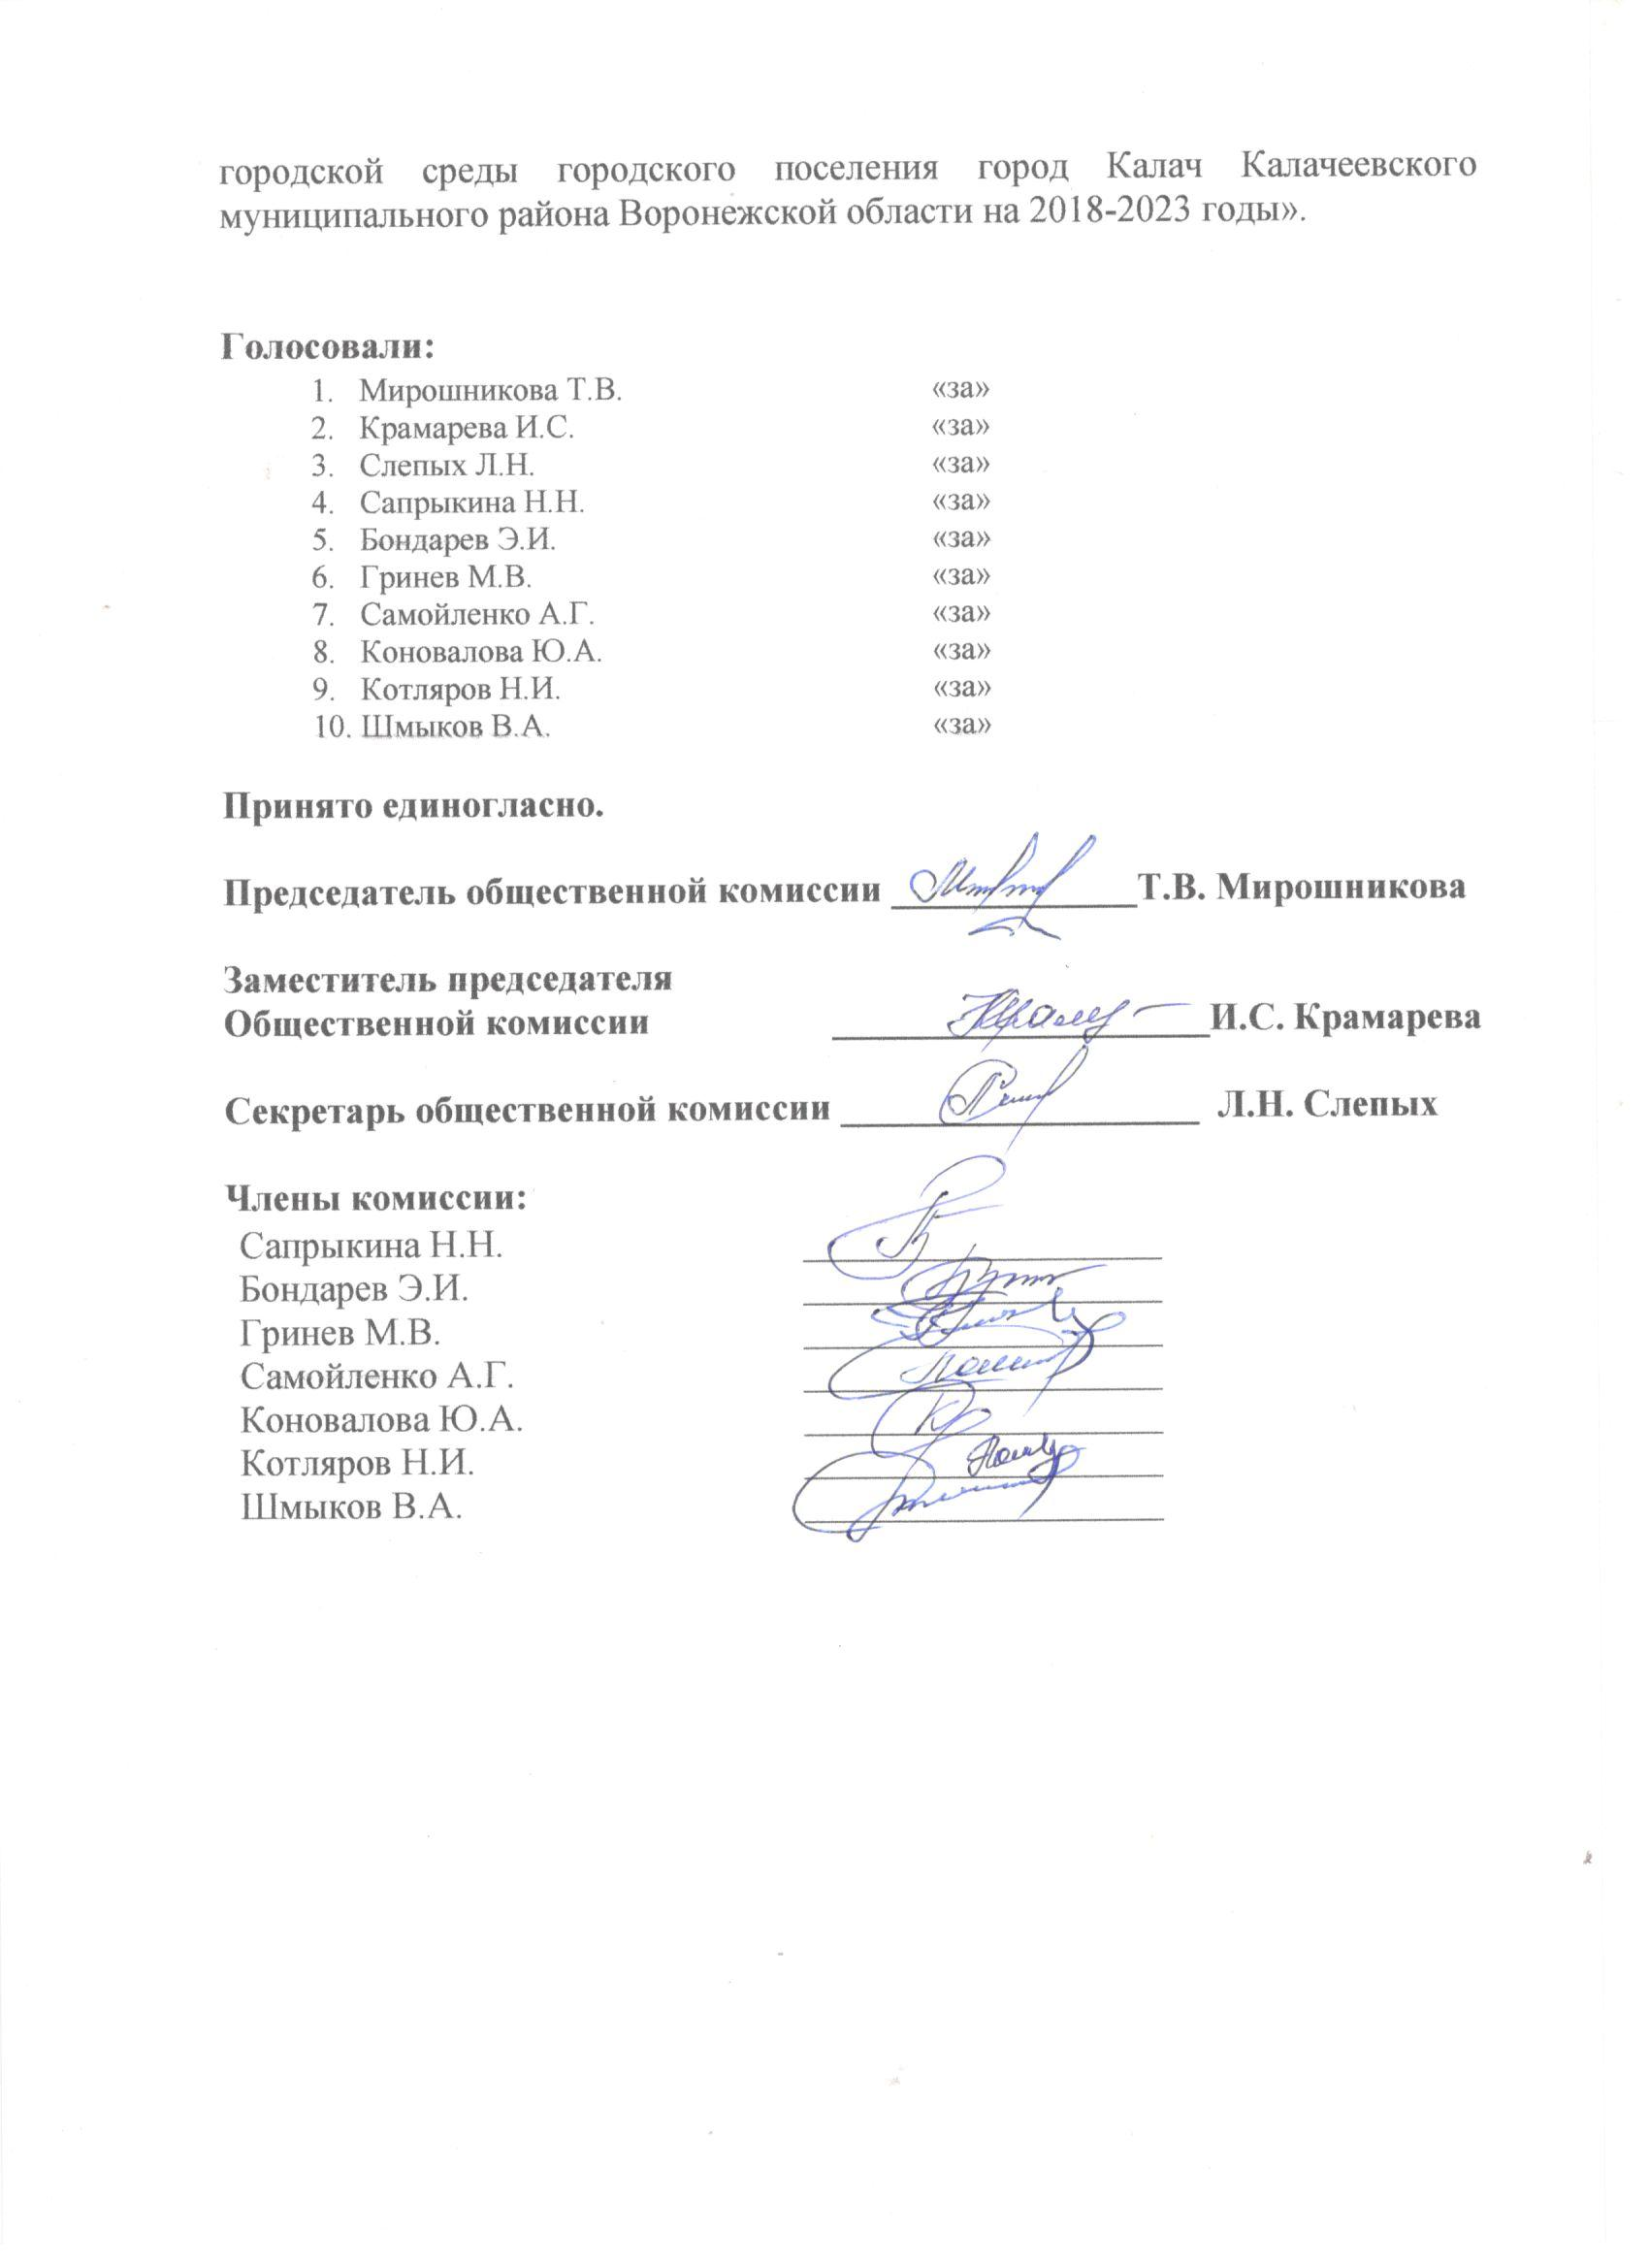 городской среды городского поселения город Калач Калачеевского
муниципального района Воронежской области на 2018-2023 годы».
Голосовали:
1. Мирошникова Т.В. «за»
2. Крамарева И.С. «за»
3. Слепых Л.Н. «за»
4. Сапрыкина Н.Н. «за»
5. Бондарев Э.И. «за»
6. Гринев М.В. «за»
7. Самойленко А.Г. «за»
8. Коновалова Ю.А. «за»
9. Котляров Н.И. «за»
10. Шмыков В.А. «за»
Принято единогласно.
Председатель общественной комиссии Т.В. Мирошникова
Заместитель председателя
Общественной комиссии И.С. Крамарева
Секретарь общественной комиссии Л.Н. Слепых
Члены комиссии:
Сапрыкина Н.Н.
Бондарев Э.И.
Гринев М.В.
Самойленко А.Г.
Коновалова Ю.А.
Котляров Н.И.
Шмыков В.А.